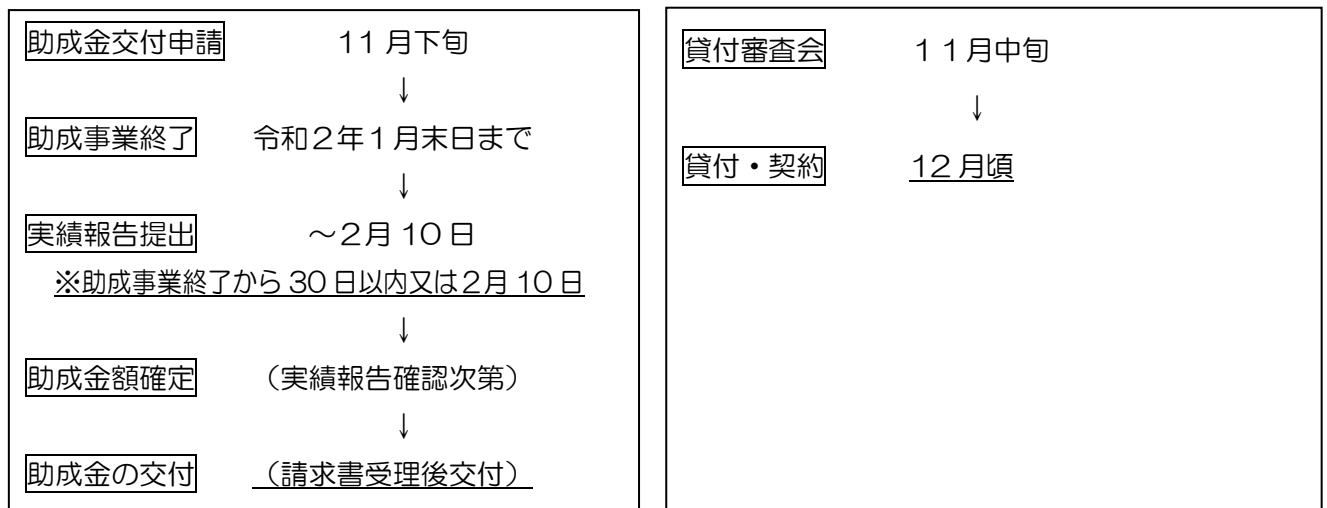 助成金交付申請 11月下旬
↓
助成事業終了 令和2年1月末日まで
↓
実績報告提出 ～2月10日
※助成事業終了から30日以内又は2月10日
↓
助成金額確定 （実績報告確認次第）
↓
助成金の交付 （請求書受理後交付）
貸付審査会 １１月中旬
↓
貸付・契約 12月頃